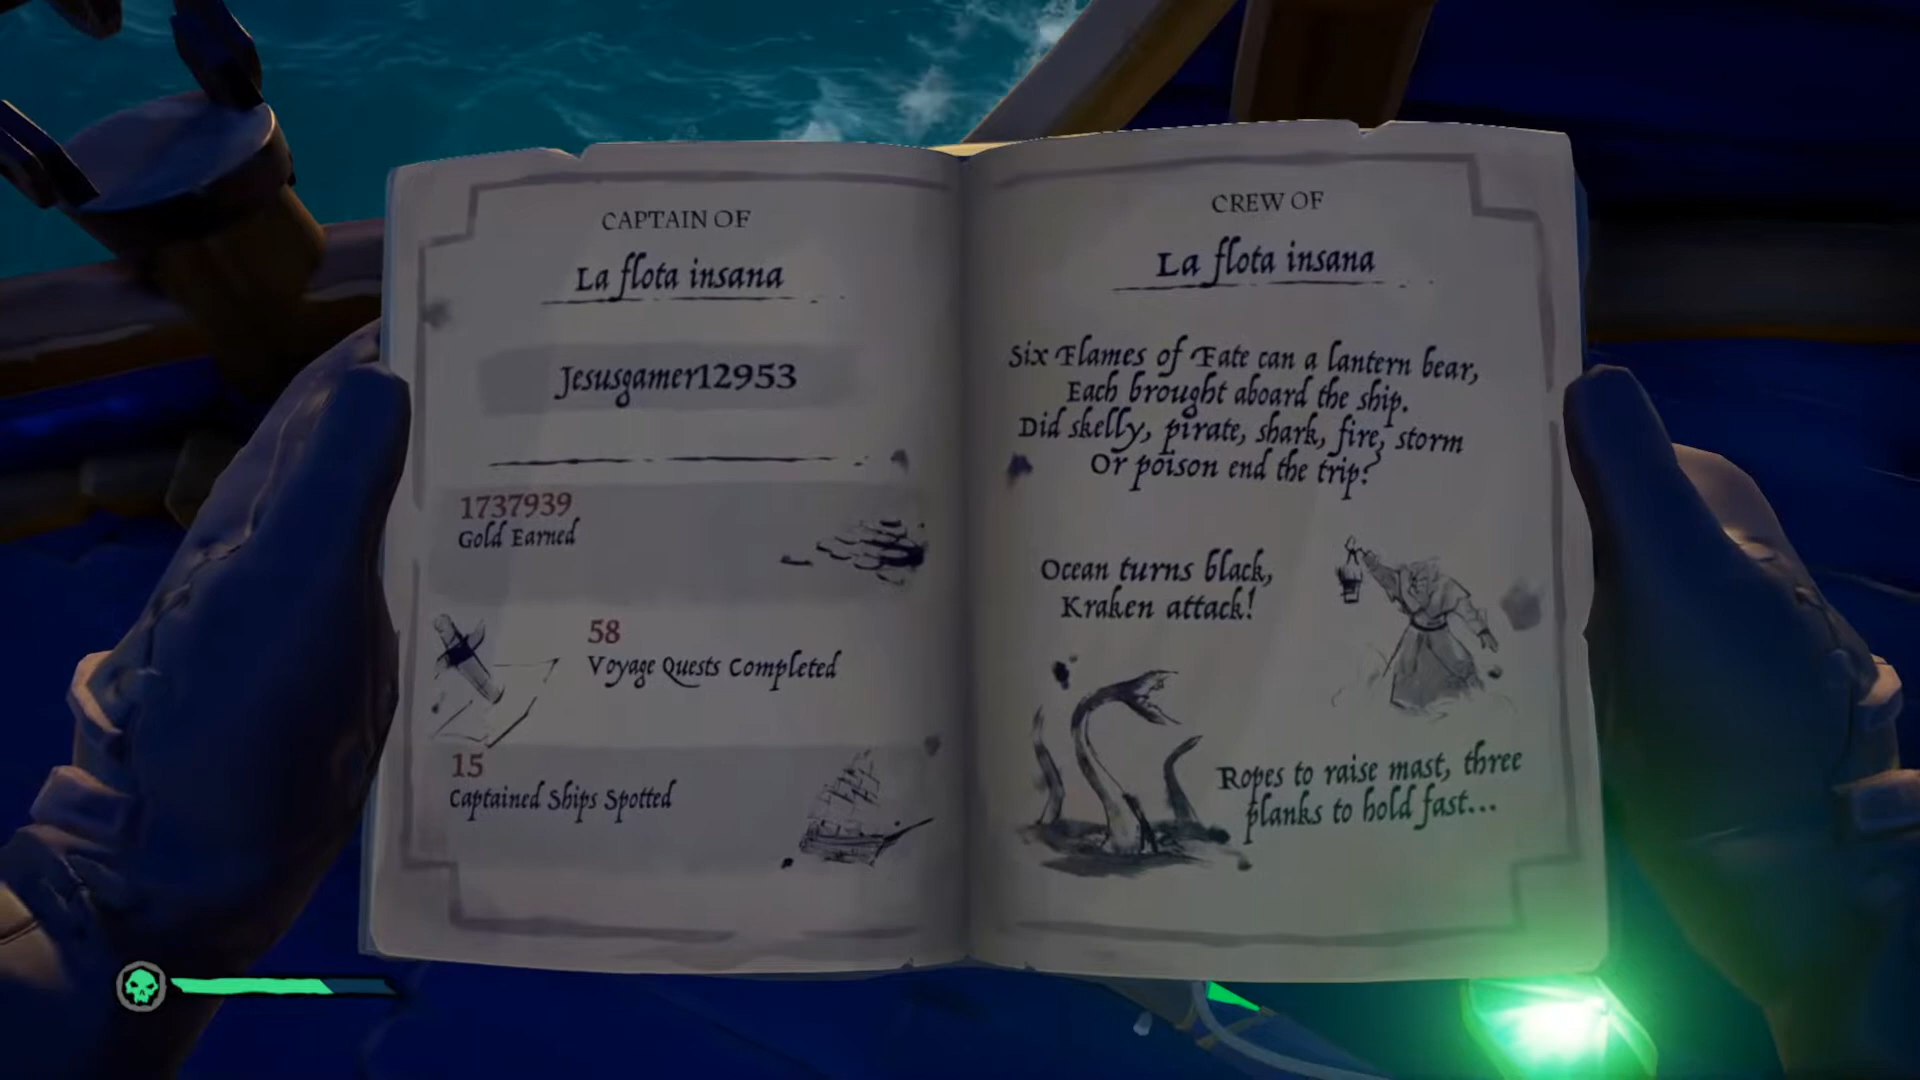 CAPTAIN OF
La flota insana
Jesusgamer12953
1737939
Gold Earned
58
Voyage Quests Completed
15
Captained Ships Spotted
CREW OF
La flota insana
Six Flames of Fate can a lantern bear,
Each brought aboard the ship.
Did skelly, pirate, shark, fire, storm
Or poison end the trip?
Ocean turns black,
Kraken attack!
Ropes to raise mast, three
planks to hold fast...